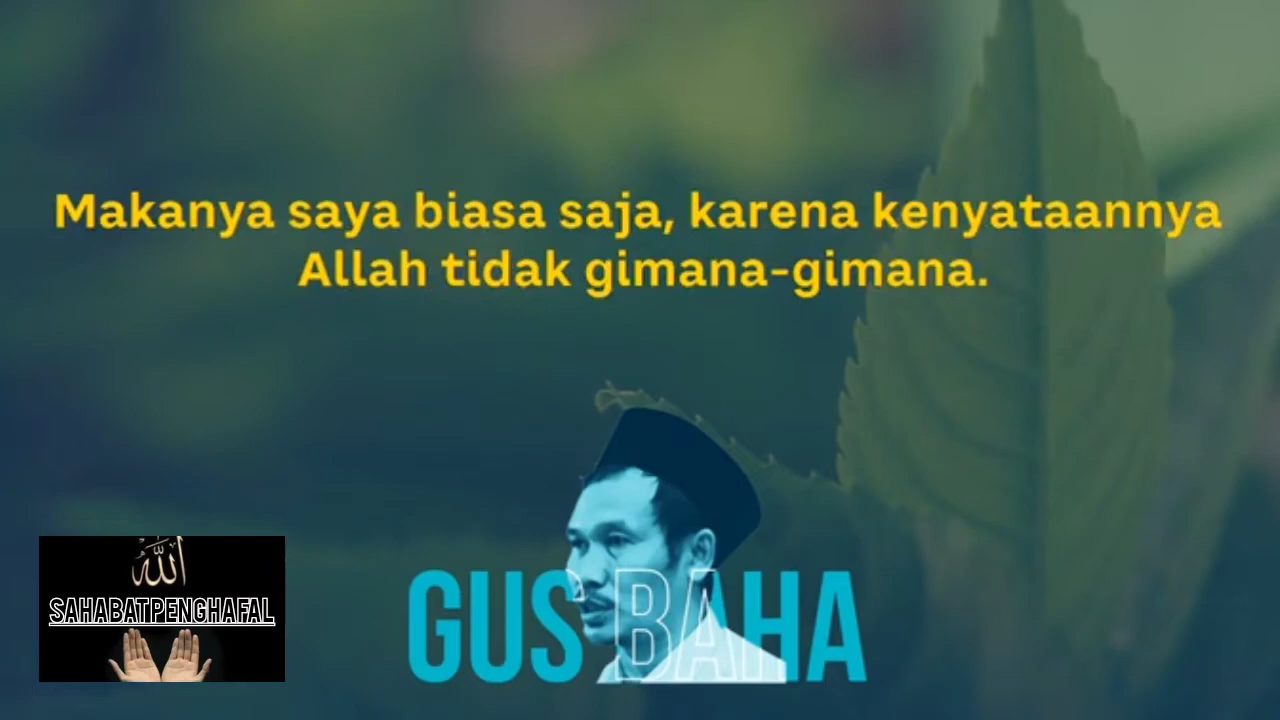 Makanya saya biasa saja, karena kenyataannya
Allah tidak gimana-gimana.
GUS BAHA
الله
SAHABATPENGHAFAL